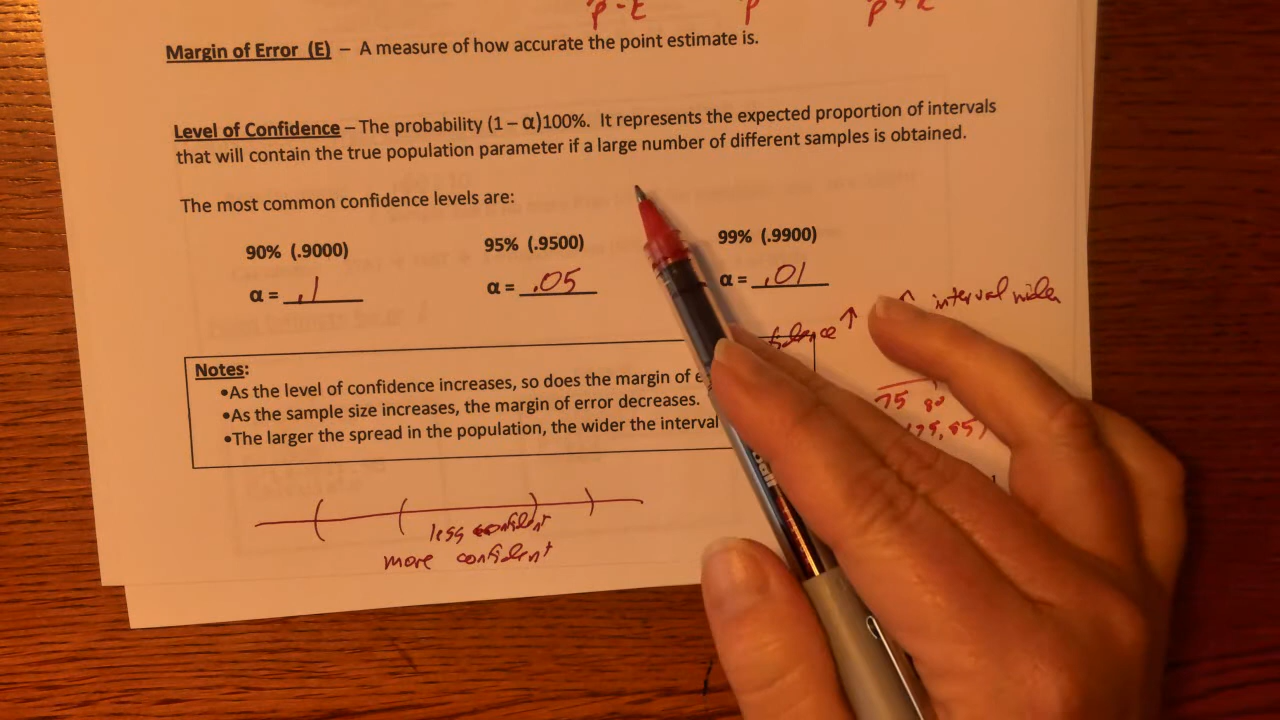 p̂ - E p̂ p̂ + E
Margin of Error (E) – A measure of how accurate the point estimate is.
Level of Confidence – The probability (1 – α)100%. It represents the expected proportion of intervals
that will contain the true population parameter if a large number of different samples is obtained.
The most common confidence levels are:
90% (.9000) 95% (.9500) 99% (.9900)
α = .1 α = .05 α = .01
↑ ↑ interval wider
Notes:
•As the level of confidence increases, so does the margin of
75 80
•As the sample size increases, the margin of error decreases.
•The larger the spread in the population, the wider the interval
less confident
more confident